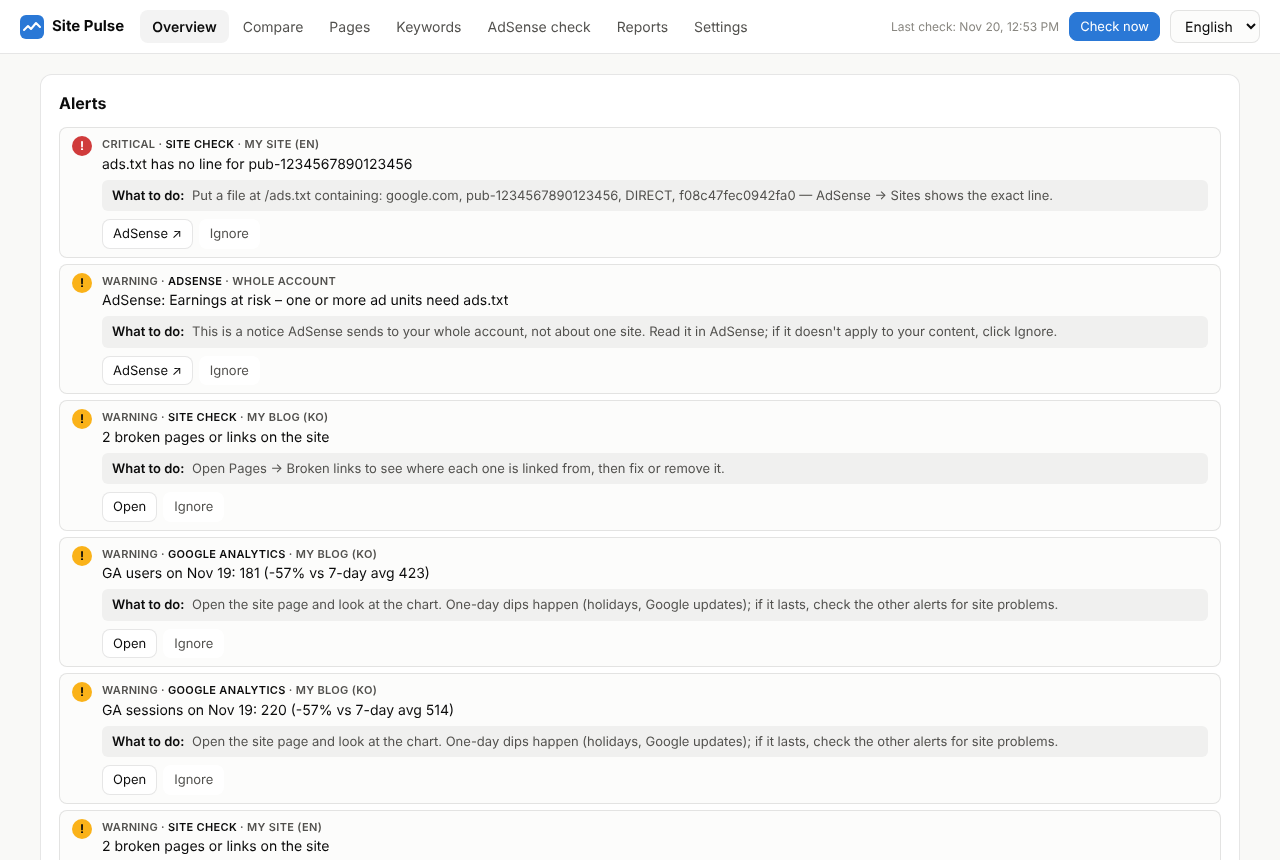 Site Pulse
Overview
Compare
Pages
Keywords
AdSense check
Reports
Settings
Last check: Nov 20, 12:53 PM
Check now
English
Alerts
CRITICAL · SITE CHECK · MY SITE (EN)
ads.txt has no line for pub-1234567890123456
What to do: Put a file at /ads.txt containing: google.com, pub-1234567890123456, DIRECT, f08c47fec0942fa0 — AdSense → Sites shows the exact line.
AdSense ↗ Ignore
WARNING · ADSENSE · WHOLE ACCOUNT
AdSense: Earnings at risk – one or more ad units need ads.txt
What to do: This is a notice AdSense sends to your whole account, not about one site. Read it in AdSense; if it doesn't apply to your content, click Ignore.
AdSense ↗ Ignore
WARNING · SITE CHECK · MY BLOG (KO)
2 broken pages or links on the site
What to do: Open Pages → Broken links to see where each one is linked from, then fix or remove it.
Open Ignore
WARNING · GOOGLE ANALYTICS · MY BLOG (KO)
GA users on Nov 19: 181 (-57% vs 7-day avg 423)
What to do: Open the site page and look at the chart. One-day dips happen (holidays, Google updates); if it lasts, check the other alerts for site problems.
Open Ignore
WARNING · GOOGLE ANALYTICS · MY BLOG (KO)
GA sessions on Nov 19: 220 (-57% vs 7-day avg 514)
What to do: Open the site page and look at the chart. One-day dips happen (holidays, Google updates); if it lasts, check the other alerts for site problems.
Open Ignore
WARNING · SITE CHECK · MY SITE (EN)
2 broken pages or links on the site